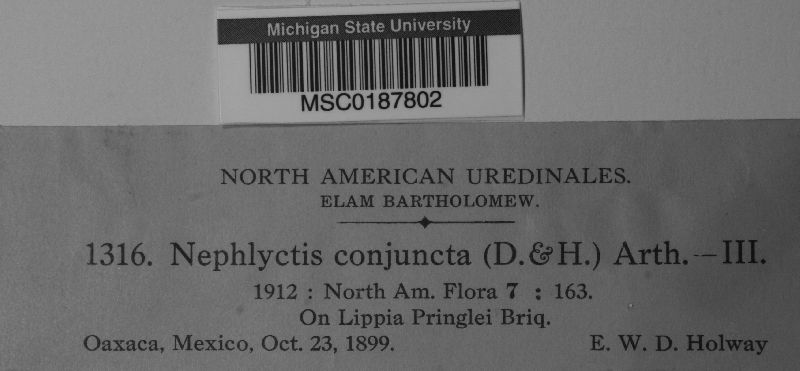 Michigan State University
MSC0187802
NORTH AMERICAN UREDINALES.
ELAM BARTHOLOMEW.
1316. Nephlyctis conjuncta (D.&H.) Arth.—III.
1912 : North Am. Flora 7 : 163.
On Lippia Pringlei Briq.
Oaxaca, Mexico, Oct. 23, 1899. E. W. D. Holway